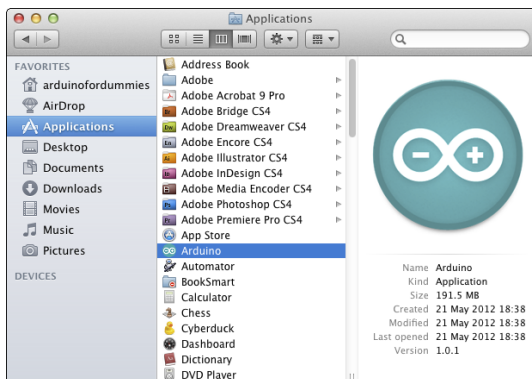 Applications
FAVORITES
arduinofordummies
AirDrop
Applications
Desktop
Documents
Downloads
Movies
Music
Pictures
DEVICES
Address Book
Adobe
Adobe Acrobat 9 Pro
Adobe Bridge CS4
Adobe Dreamweaver CS4
Adobe Encore CS4
Adobe Illustrator CS4
Adobe InDesign CS4
Adobe Media Encoder CS4
Adobe Photoshop CS4
Adobe Premiere Pro CS4
App Store
Arduino
Automator
BookSmart
Calculator
Chess
Cyberduck
Dashboard
Dictionary
DVD Player
Name Arduino
Kind Application
Size 191.5 MB
Created 21 May 2012 18:38
Modified 21 May 2012 18:38
Last opened 21 May 2012 18:38
Version 1.0.1